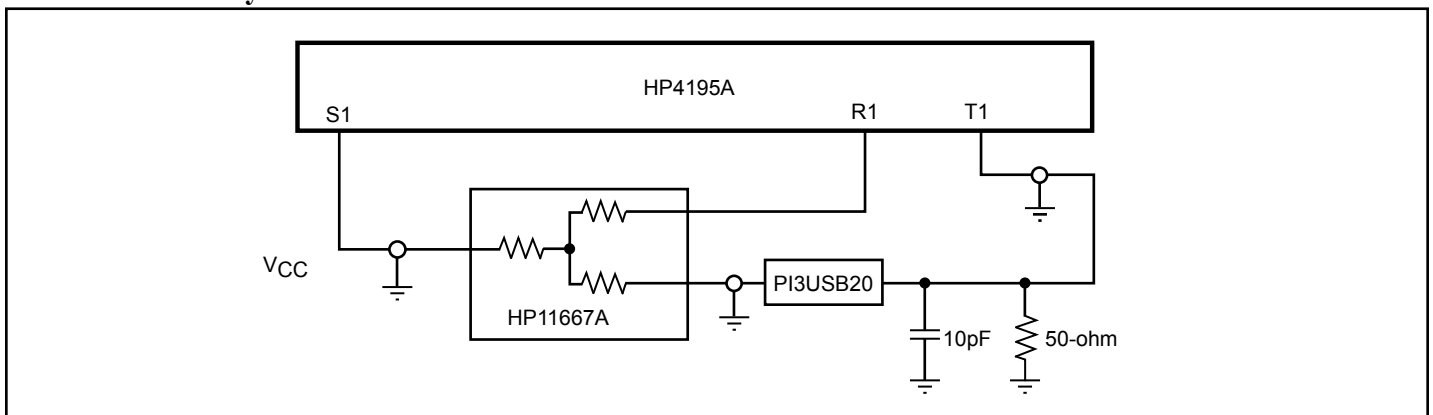 HP4195A
S1
R1
T1
VCC
HP11667A
PI3USB20
10pF
50-ohm